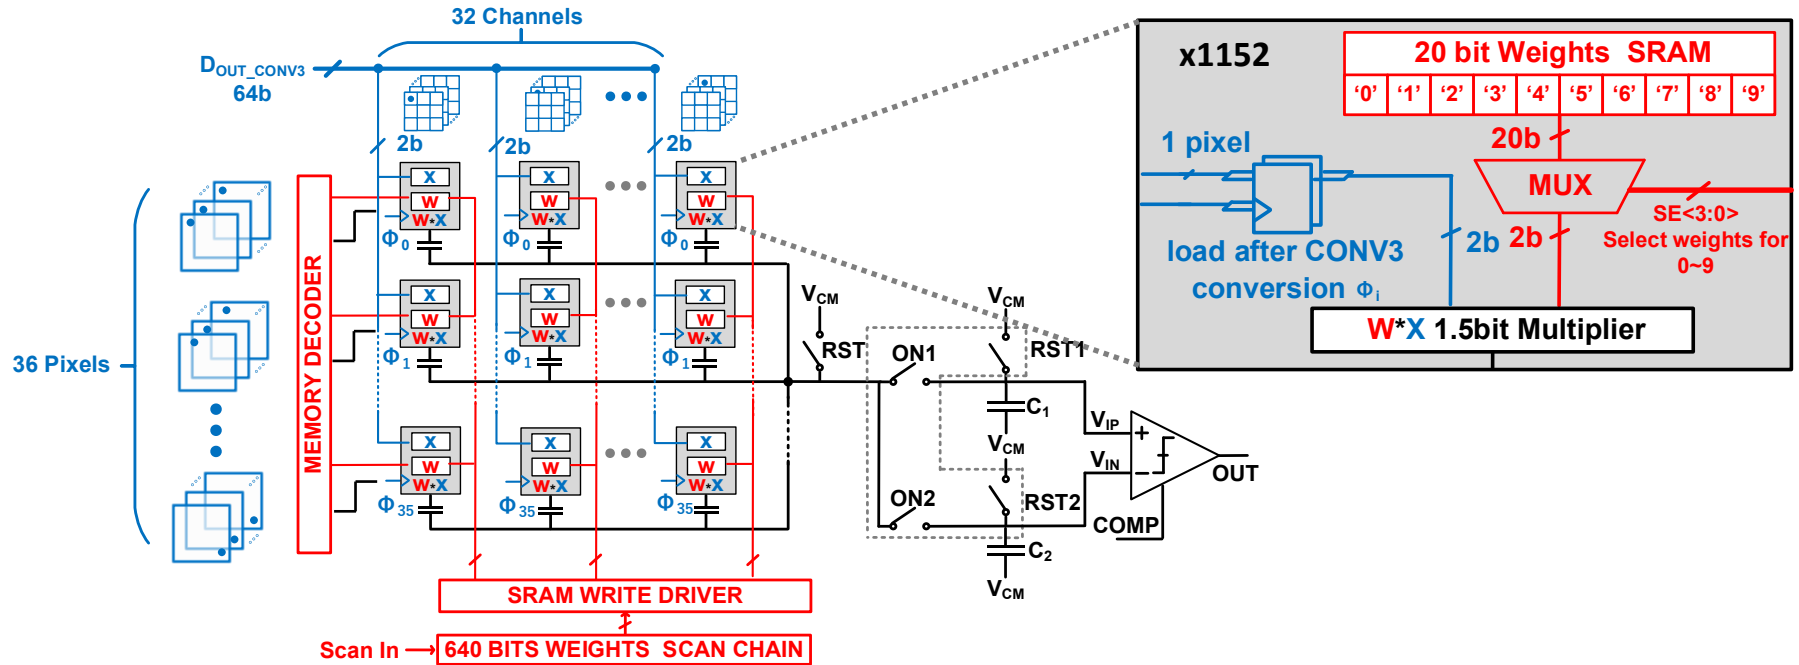 32 Channels
D_OUT_CONV3
64b
2b
2b
2b
36 Pixels
MEMORY DECODER
X
W
W*X
Φ0
X
W
W*X
Φ0
X
W
W*X
Φ0
X
W
W*X
Φ1
X
W
W*X
Φ1
X
W
W*X
Φ1
X
W
W*X
Φ35
X
W
W*X
Φ35
X
W
W*X
Φ35
SRAM WRITE DRIVER
Scan In
640 BITS WEIGHTS SCAN CHAIN
VCM
RST
ON1
ON2
VCM
RST1
C1
VCM
RST2
C2
VCM
VIP
VIN
+
−
COMP
OUT
x1152
20 bit Weights SRAM
‘0’ ‘1’ ‘2’ ‘3’ ‘4’ ‘5’ ‘6’ ‘7’ ‘8’ ‘9’
20b
1 pixel
MUX
SE<3:0>
Select weights for
0~9
2b
2b
load after CONV3
conversion Φi
W*X 1.5bit Multiplier